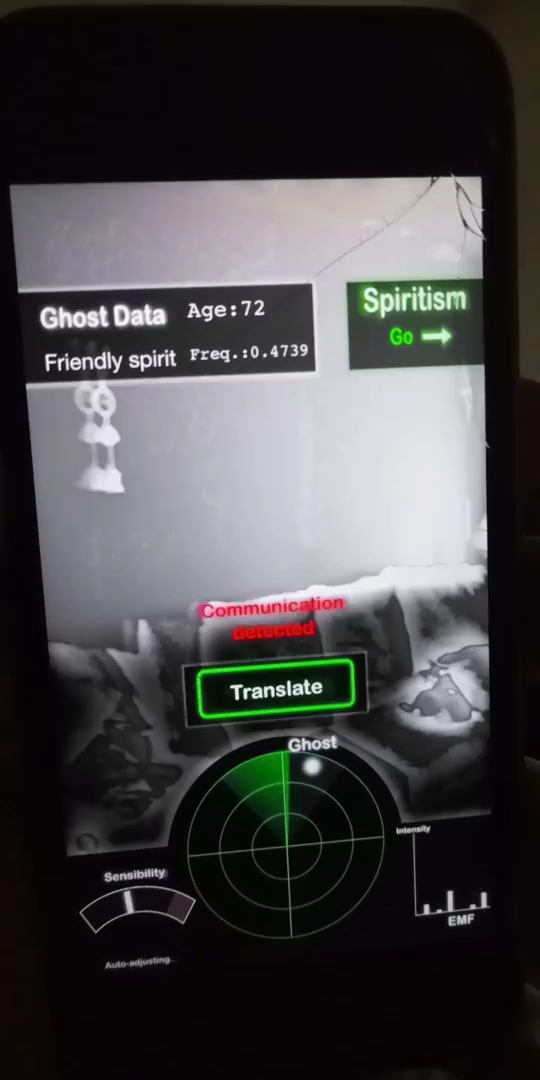 Ghost Data Age:72
Friendly spirit Freq.:0.4739
Spiritism
Go
Communication
detected
Translate
Ghost
Intensity
EMF
Sensibility
Auto-adjusting..